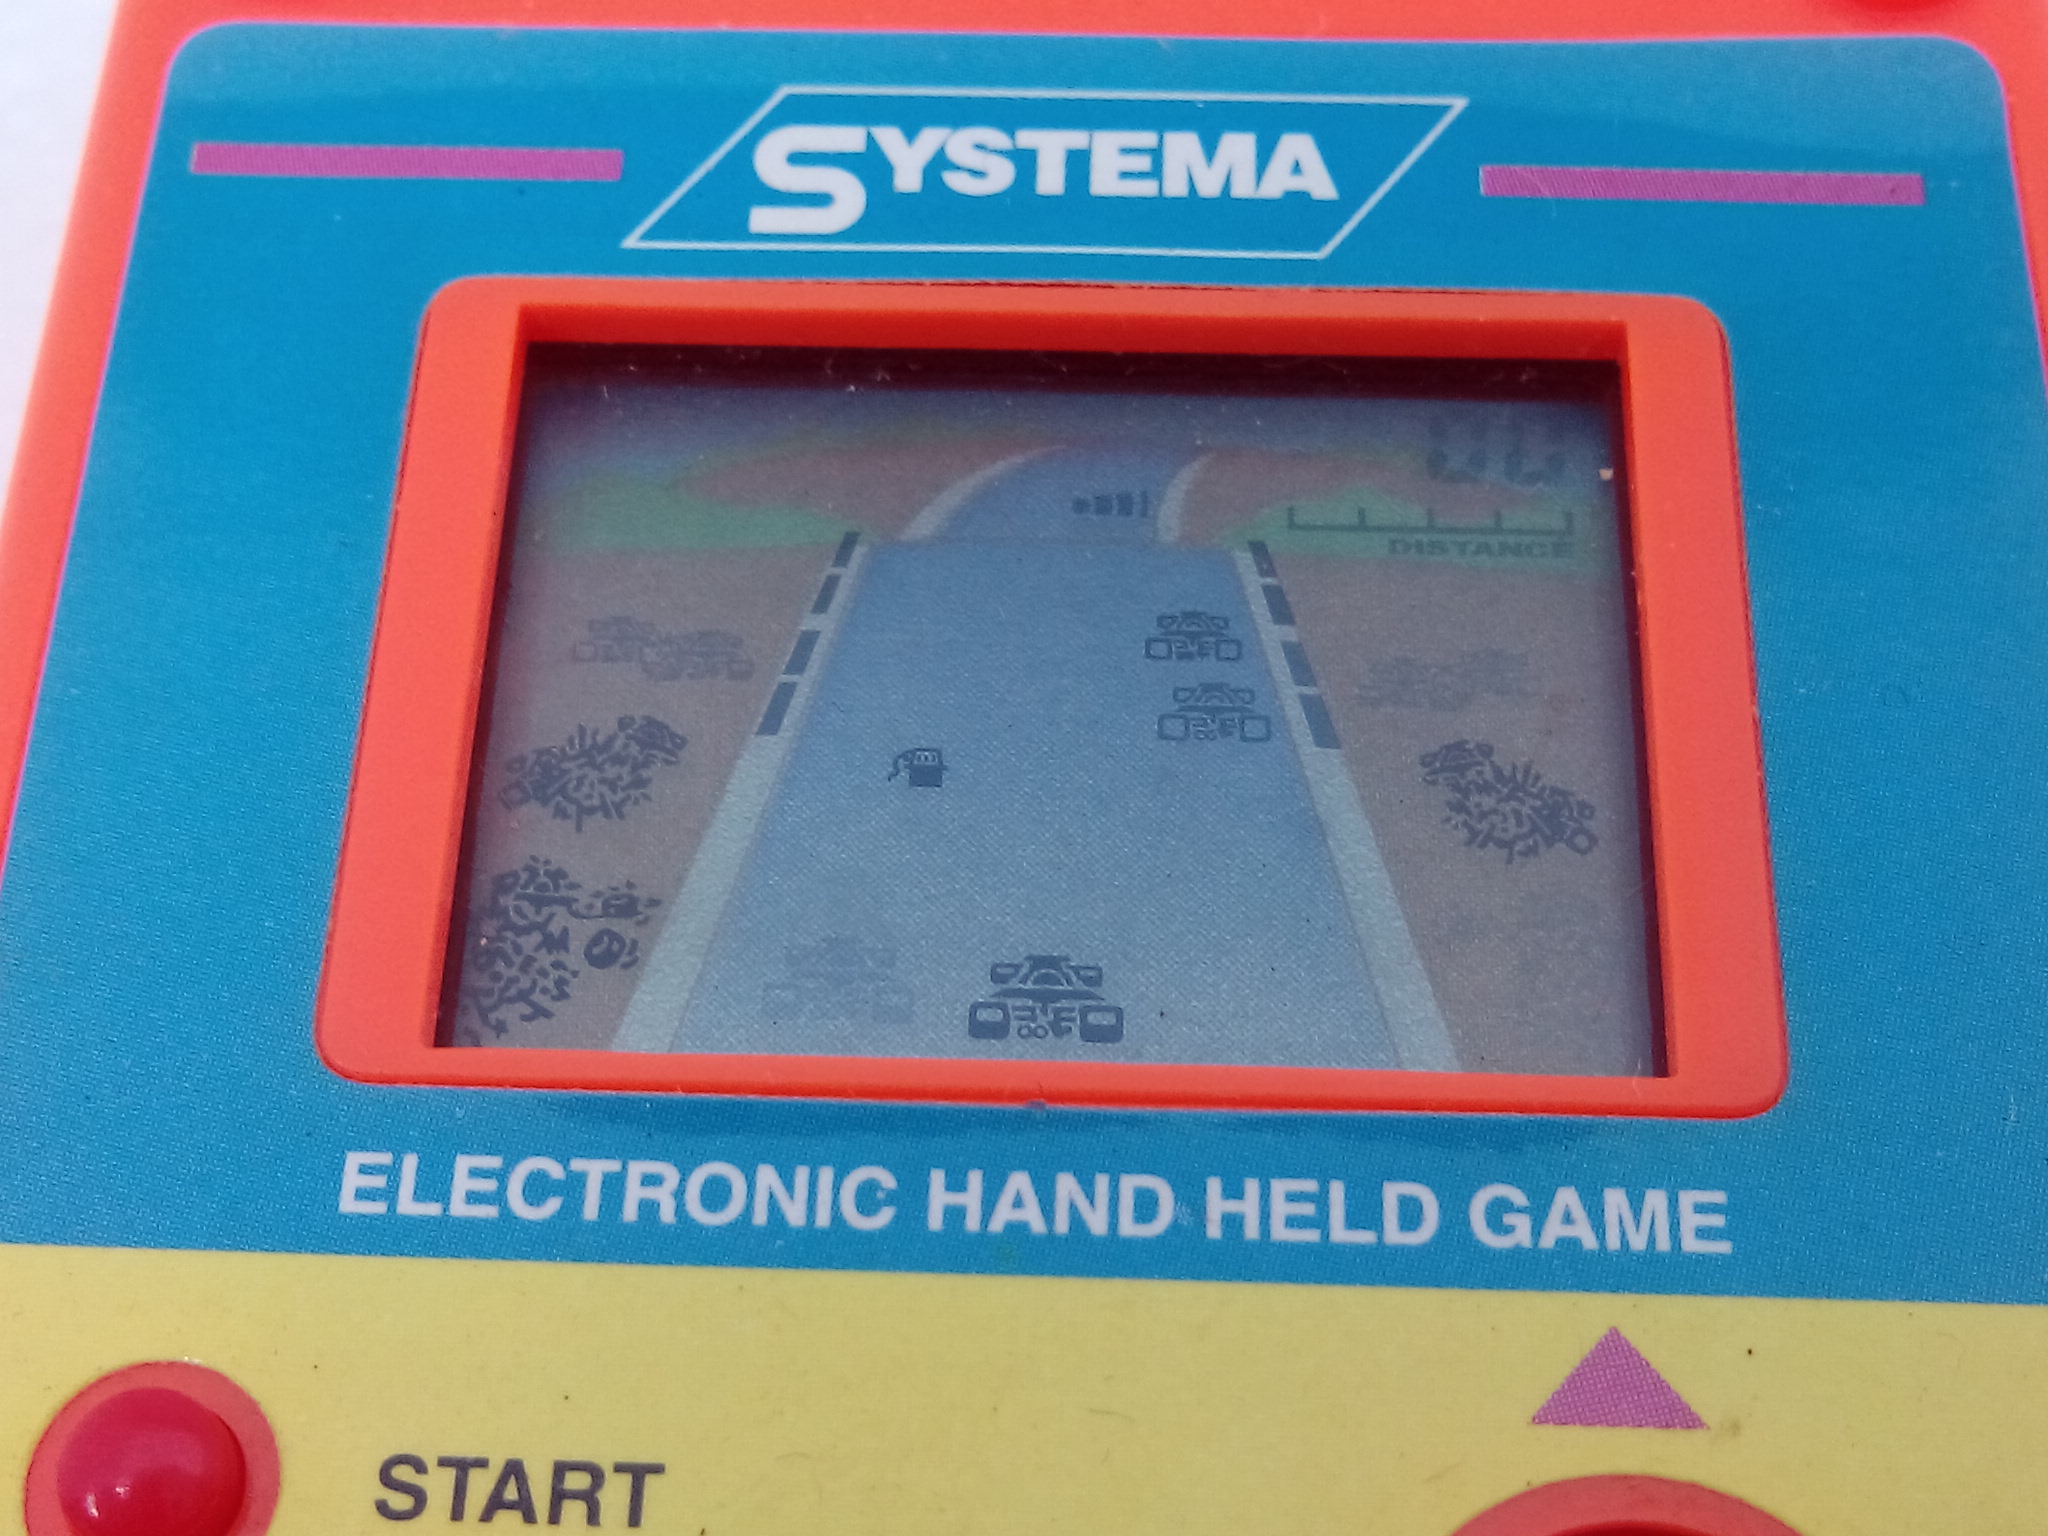 SYSTEMA
DISTANCE
ELECTRONIC HAND HELD GAME
START